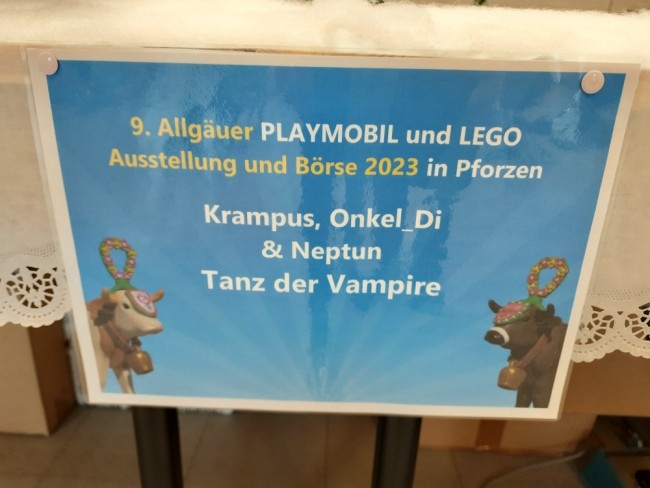 9. Allgäuer PLAYMOBIL und LEGO
Ausstellung und Börse 2023 in Pforzen
Krampus, Onkel_Di
& Neptun
Tanz der Vampire